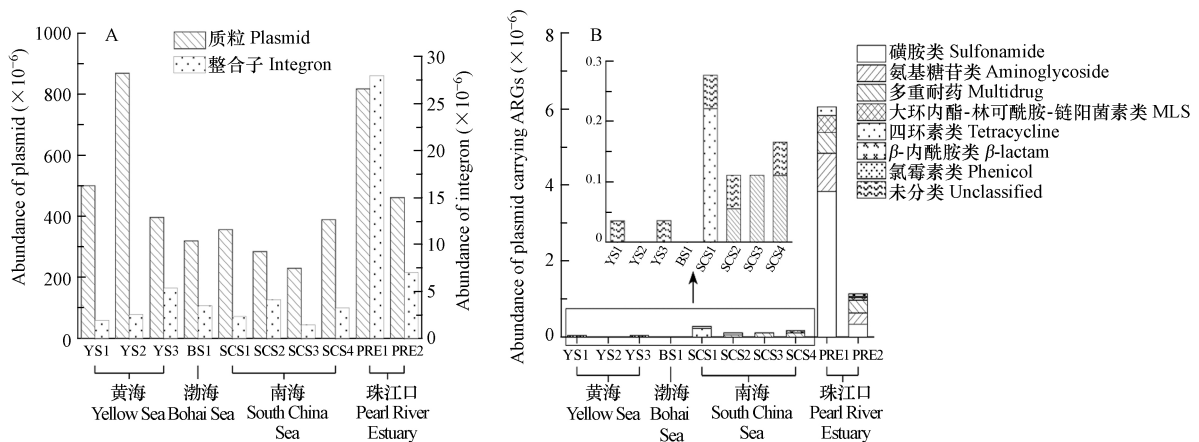 A
质粒 Plasmid
整合子 Integron
Abundance of plasmid (×10⁻⁶)
1000
800
600
400
200
0
30
25
20
15
10
5
0
Abundance of integron (×10⁻⁶)
YS1 YS2 YS3 BS1 SCS1 SCS2 SCS3 SCS4 PRE1 PRE2
黄海 渤海 南海 珠江口
Yellow Sea Bohai Sea South China Pearl River
Sea Estuary
B
Abundance of plasmid carrying ARGs (×10⁻⁶)
8
6
4
2
0
0.3
0.2
0.1
0
YS1 YS2 YS3 BS1 SCS1 SCS2 SCS3 SCS4
磺胺类 Sulfonamide
氨基糖苷类 Aminoglycoside
多重耐药 Multidrug
大环内酯-林可酰胺-链阳菌素类 MLS
四环素类 Tetracycline
β-内酰胺类 β-lactam
氯霉素类 Phenicol
未分类 Unclassified
YS1 YS2 YS3 BS1 SCS1 SCS2 SCS3 SCS4 PRE1 PRE2
黄海 渤海 南海 珠江口
Yellow Sea Bohai South China Pearl River
Sea Sea Estuary